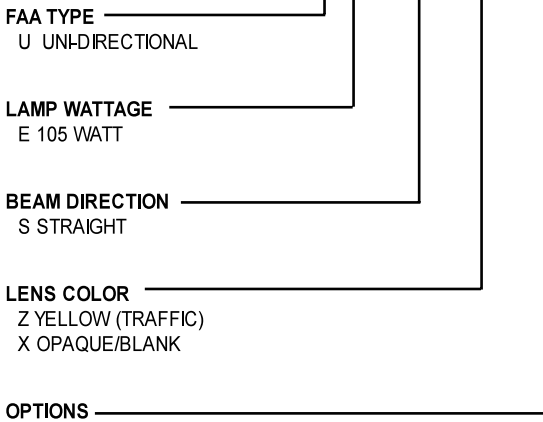 FAA TYPE
U UNI-DIRECTIONAL
LAMP WATTAGE
E 105 WATT
BEAM DIRECTION
S STRAIGHT
LENS COLOR
Z YELLOW (TRAFFIC)
X OPAQUE/BLANK
OPTIONS